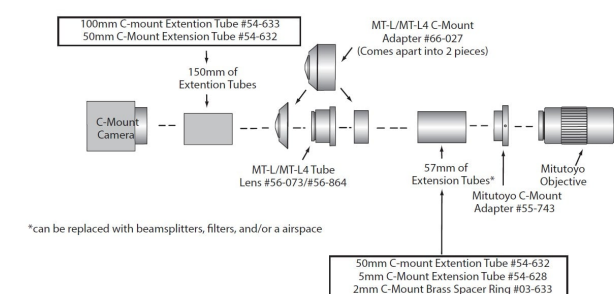 100mm C-mount Extention Tube #54-633
50mm C-mount Extension Tube #54-632
MT-L/MT-L4 C-Mount
Adapter #66-027
(Comes apart into 2 pieces)
150mm of
Extention Tubes
C-Mount
Camera
MT-L/MT-L4 Tube
Lens #56-073/#56-864
57mm of
Extension Tubes*
Mitutoyo
Objective
Mitutoyo C-Mount
Adapter #55-743
*can be replaced with beamsplitters, filters, and/or a airspace
50mm C-mount Extention Tube #54-632
5mm C-Mount Extension Tube #54-628
2mm C-Mount Brass Spacer Ring #03-633